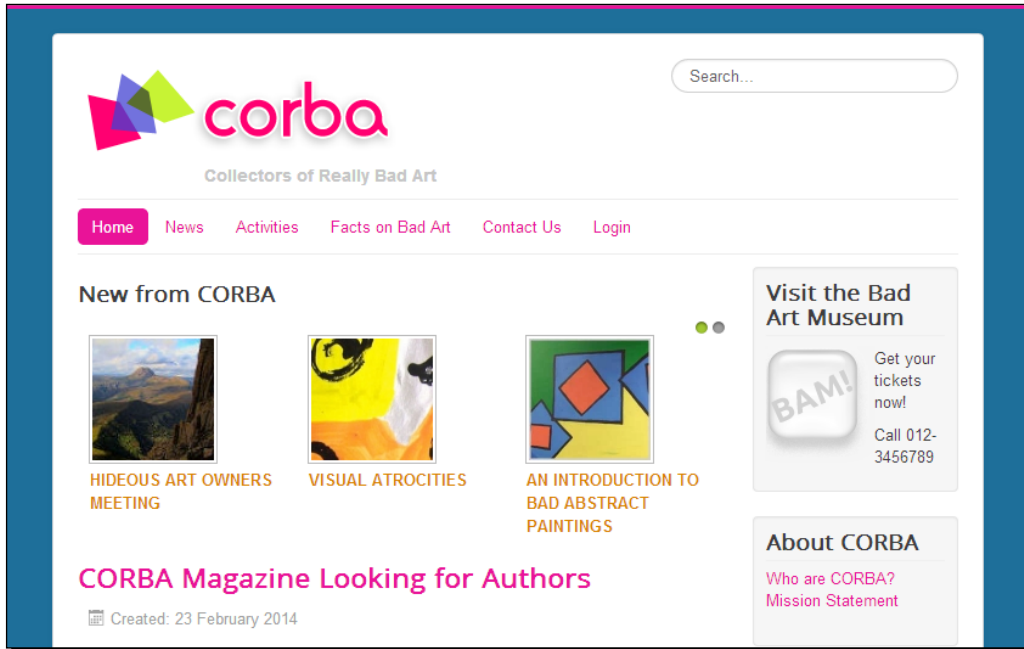 Search...
corba
Collectors of Really Bad Art
Home News Activities Facts on Bad Art Contact Us Login
New from CORBA
HIDEOUS ART OWNERS
MEETING
VISUAL ATROCITIES
AN INTRODUCTION TO
BAD ABSTRACT
PAINTINGS
CORBA Magazine Looking for Authors
Created: 23 February 2014
Visit the Bad
Art Museum
BAM!
Get your
tickets
now!
Call 012-
3456789
About CORBA
Who are CORBA?
Mission Statement